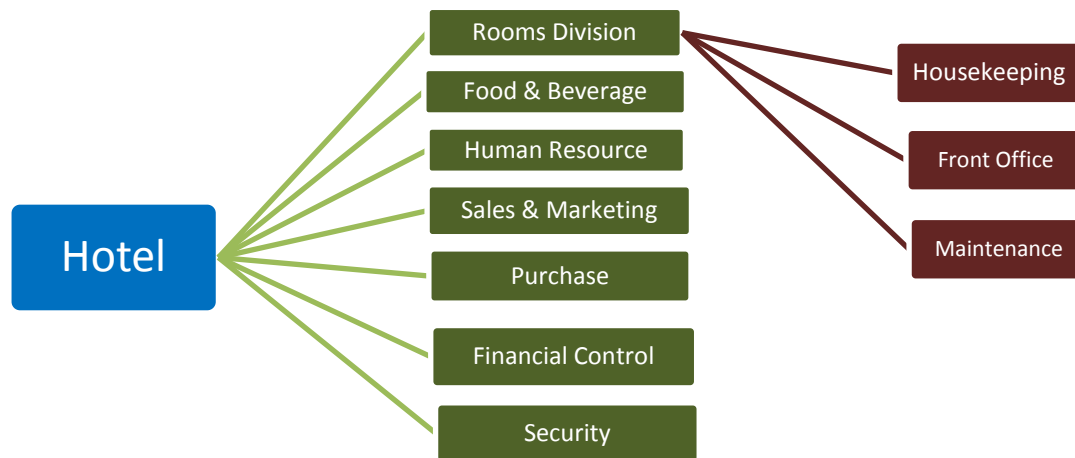 Hotel
Rooms Division
Food & Beverage
Human Resource
Sales & Marketing
Purchase
Financial Control
Security
Housekeeping
Front Office
Maintenance